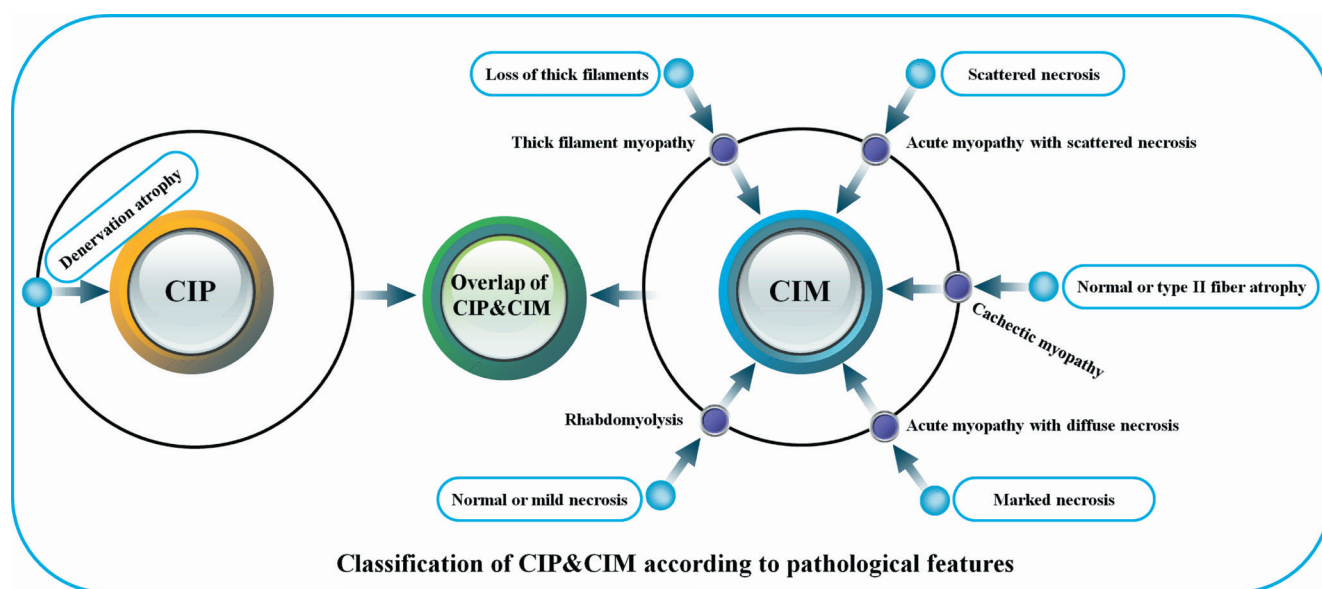 Loss of thick filaments
Scattered necrosis
Thick filament myopathy
Acute myopathy with scattered necrosis
Denervation atrophy
CIP
Overlap of
CIP&CIM
CIM
Normal or type II fiber atrophy
Cachectic myopathy
Rhabdomyolysis
Acute myopathy with diffuse necrosis
Normal or mild necrosis
Marked necrosis
Classification of CIP&CIM according to pathological features